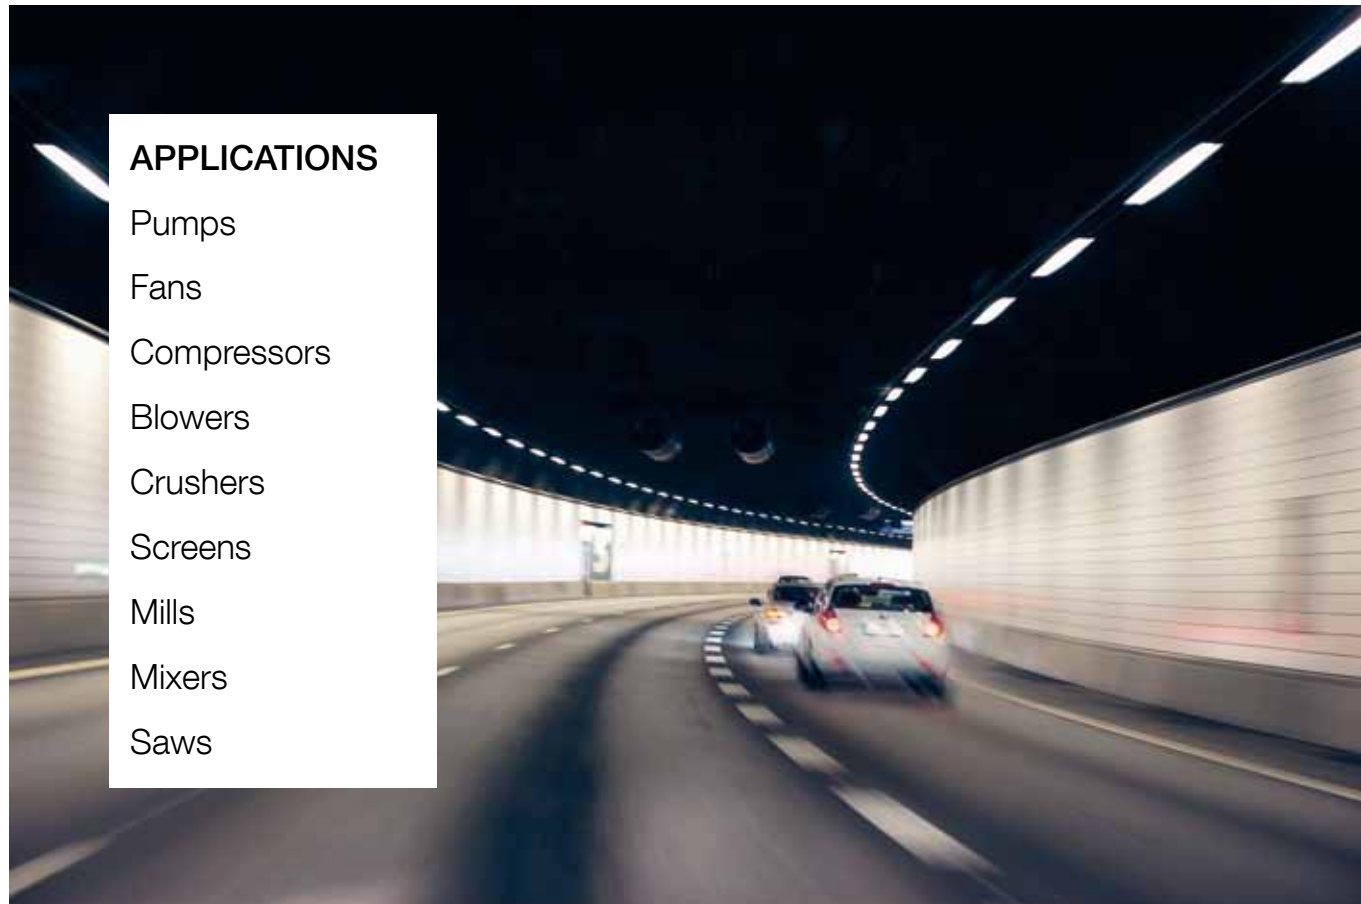 APPLICATIONS
Pumps
Fans
Compressors
Blowers
Crushers
Screens
Mills
Mixers
Saws